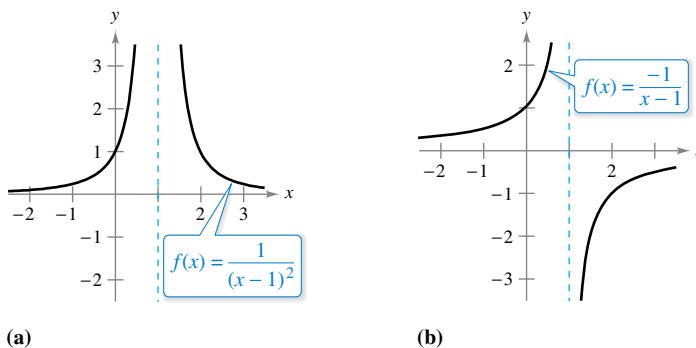 y
3
2
1
−2 −1 2 3 x
−1
−2
f(x) = 1/(x − 1)²
(a)
y
2
f(x) = −1/(x − 1)
−2 −1 2
−1
−2
−3
(b)